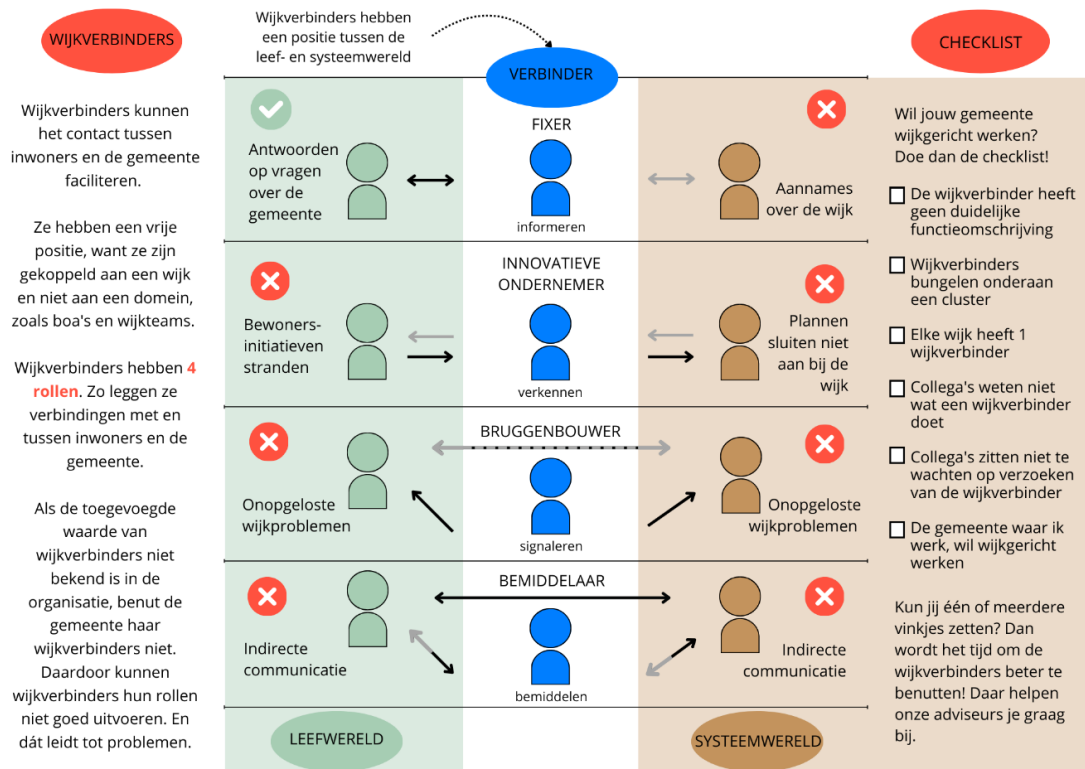 WIJKVERBINDERS
Wijkverbinders kunnen
het contact tussen
inwoners en de gemeente
faciliteren.
Ze hebben een vrije
positie, want ze zijn
gekoppeld aan een wijk
en niet aan een domein,
zoals boa's en wijkteams.
Wijkverbinders hebben 4
rollen. Zo leggen ze
verbindingen met en
tussen inwoners en de
gemeente.
Als de toegevoegde
waarde van
wijkverbinders niet
bekend is in de
organisatie, benut de
gemeente haar
wijkverbinders niet.
Daardoor kunnen
wijkverbinders hun rollen
niet goed uitvoeren. En
dát leidt tot problemen.
Wijkverbinders hebben
een positie tussen de
leef- en systeemwereld
VERBINDER
Antwoorden
op vragen
over de
gemeente
FIXER
informeren
Aannames
over de wijk
Bewoners-
initiatieven
stranden
INNOVATIEVE
ONDERNEMER
verkennen
Plannen
sluiten niet
aan bij de
wijk
Onopgeloste
wijkproblemen
BRUGGENBOUWER
signaleren
Onopgeloste
wijkproblemen
Indirecte
communicatie
BEMIDDELAAR
bemiddelen
Indirecte
communicatie
LEEFWERELD
SYSTEEMWERELD
CHECKLIST
Wil jouw gemeente
wijkgericht werken?
Doe dan de checklist!
De wijkverbinder heeft
geen duidelijke
functieomschrijving
Wijkverbinders
bungelen onderaan
een cluster
Elke wijk heeft 1
wijkverbinder
Collega's weten niet
wat een wijkverbinder
doet
Collega's zitten niet te
wachten op verzoeken
van de wijkverbinder
De gemeente waar ik
werk, wil wijkgericht
werken
Kun jij één of meerdere
vinkjes zetten? Dan
wordt het tijd om de
wijkverbinders beter te
benutten! Daar helpen
onze adviseurs je graag
bij.